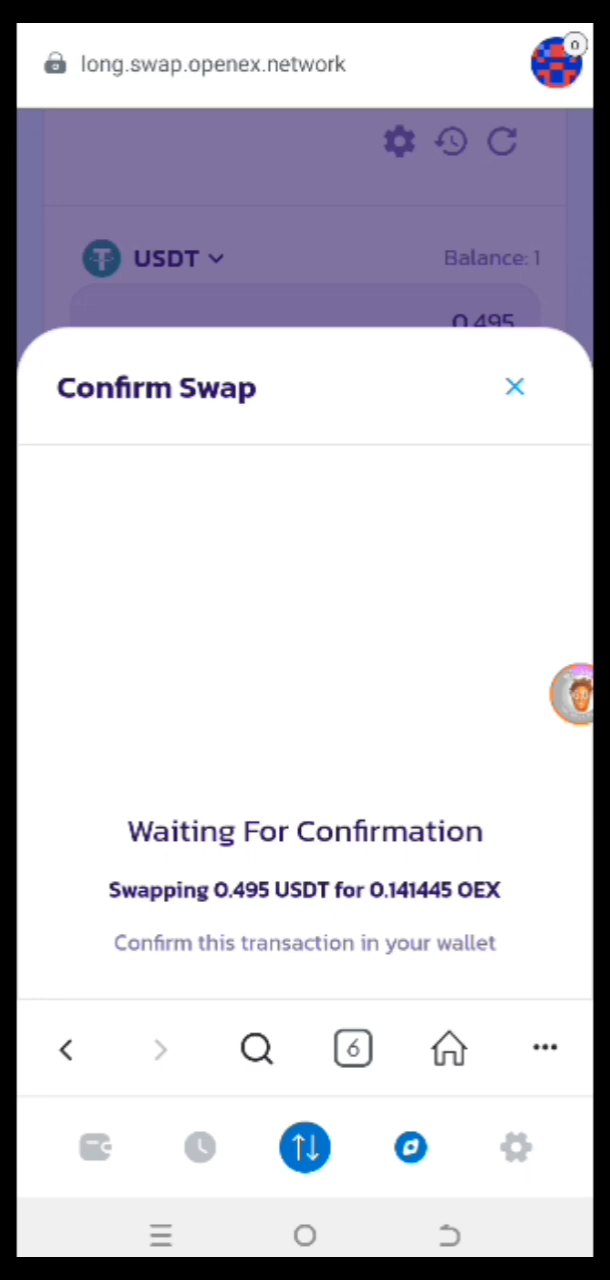 long.swap.openex.network
0
USDT
Balance: 1
0.495
Confirm Swap
Waiting For Confirmation
Swapping 0.495 USDT for 0.141445 OEX
Confirm this transaction in your wallet
6